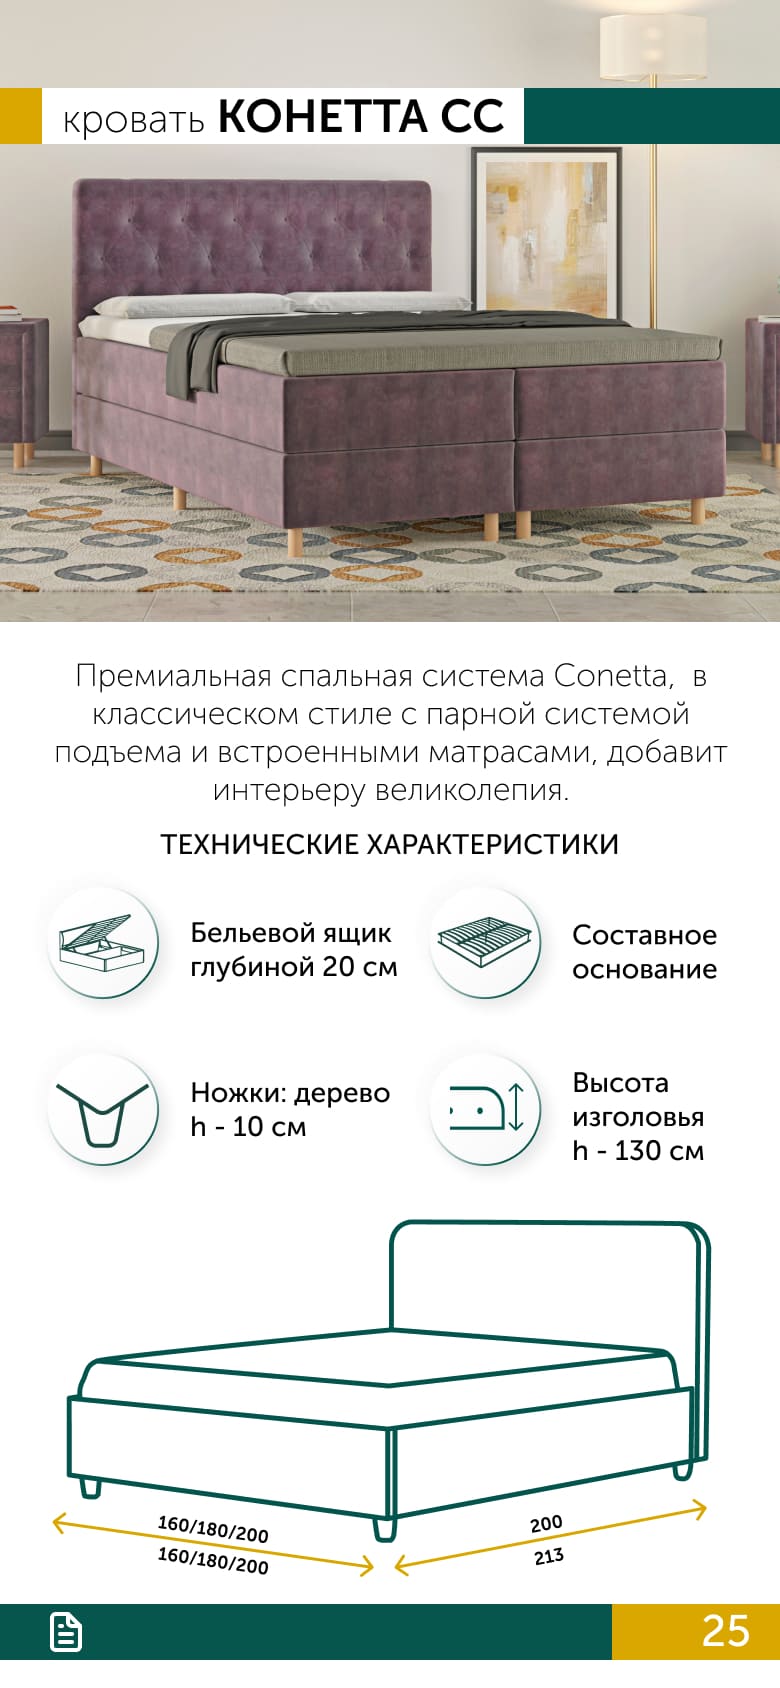 кровать КОНЕТТА СС
Премиальная спальная система Conetta,  в
классическом стиле с парной системой
подъема и встроенными матрасами, добавит
интерьеру великолепия.
ТЕХНИЧЕСКИЕ ХАРАКТЕРИСТИКИ
Бельевой ящик
глубиной 20 см
Составное
основание
Ножки: дерево
h - 10 см
Высота
изголовья
h - 130 см
160/180/200
160/180/200
200
213
25